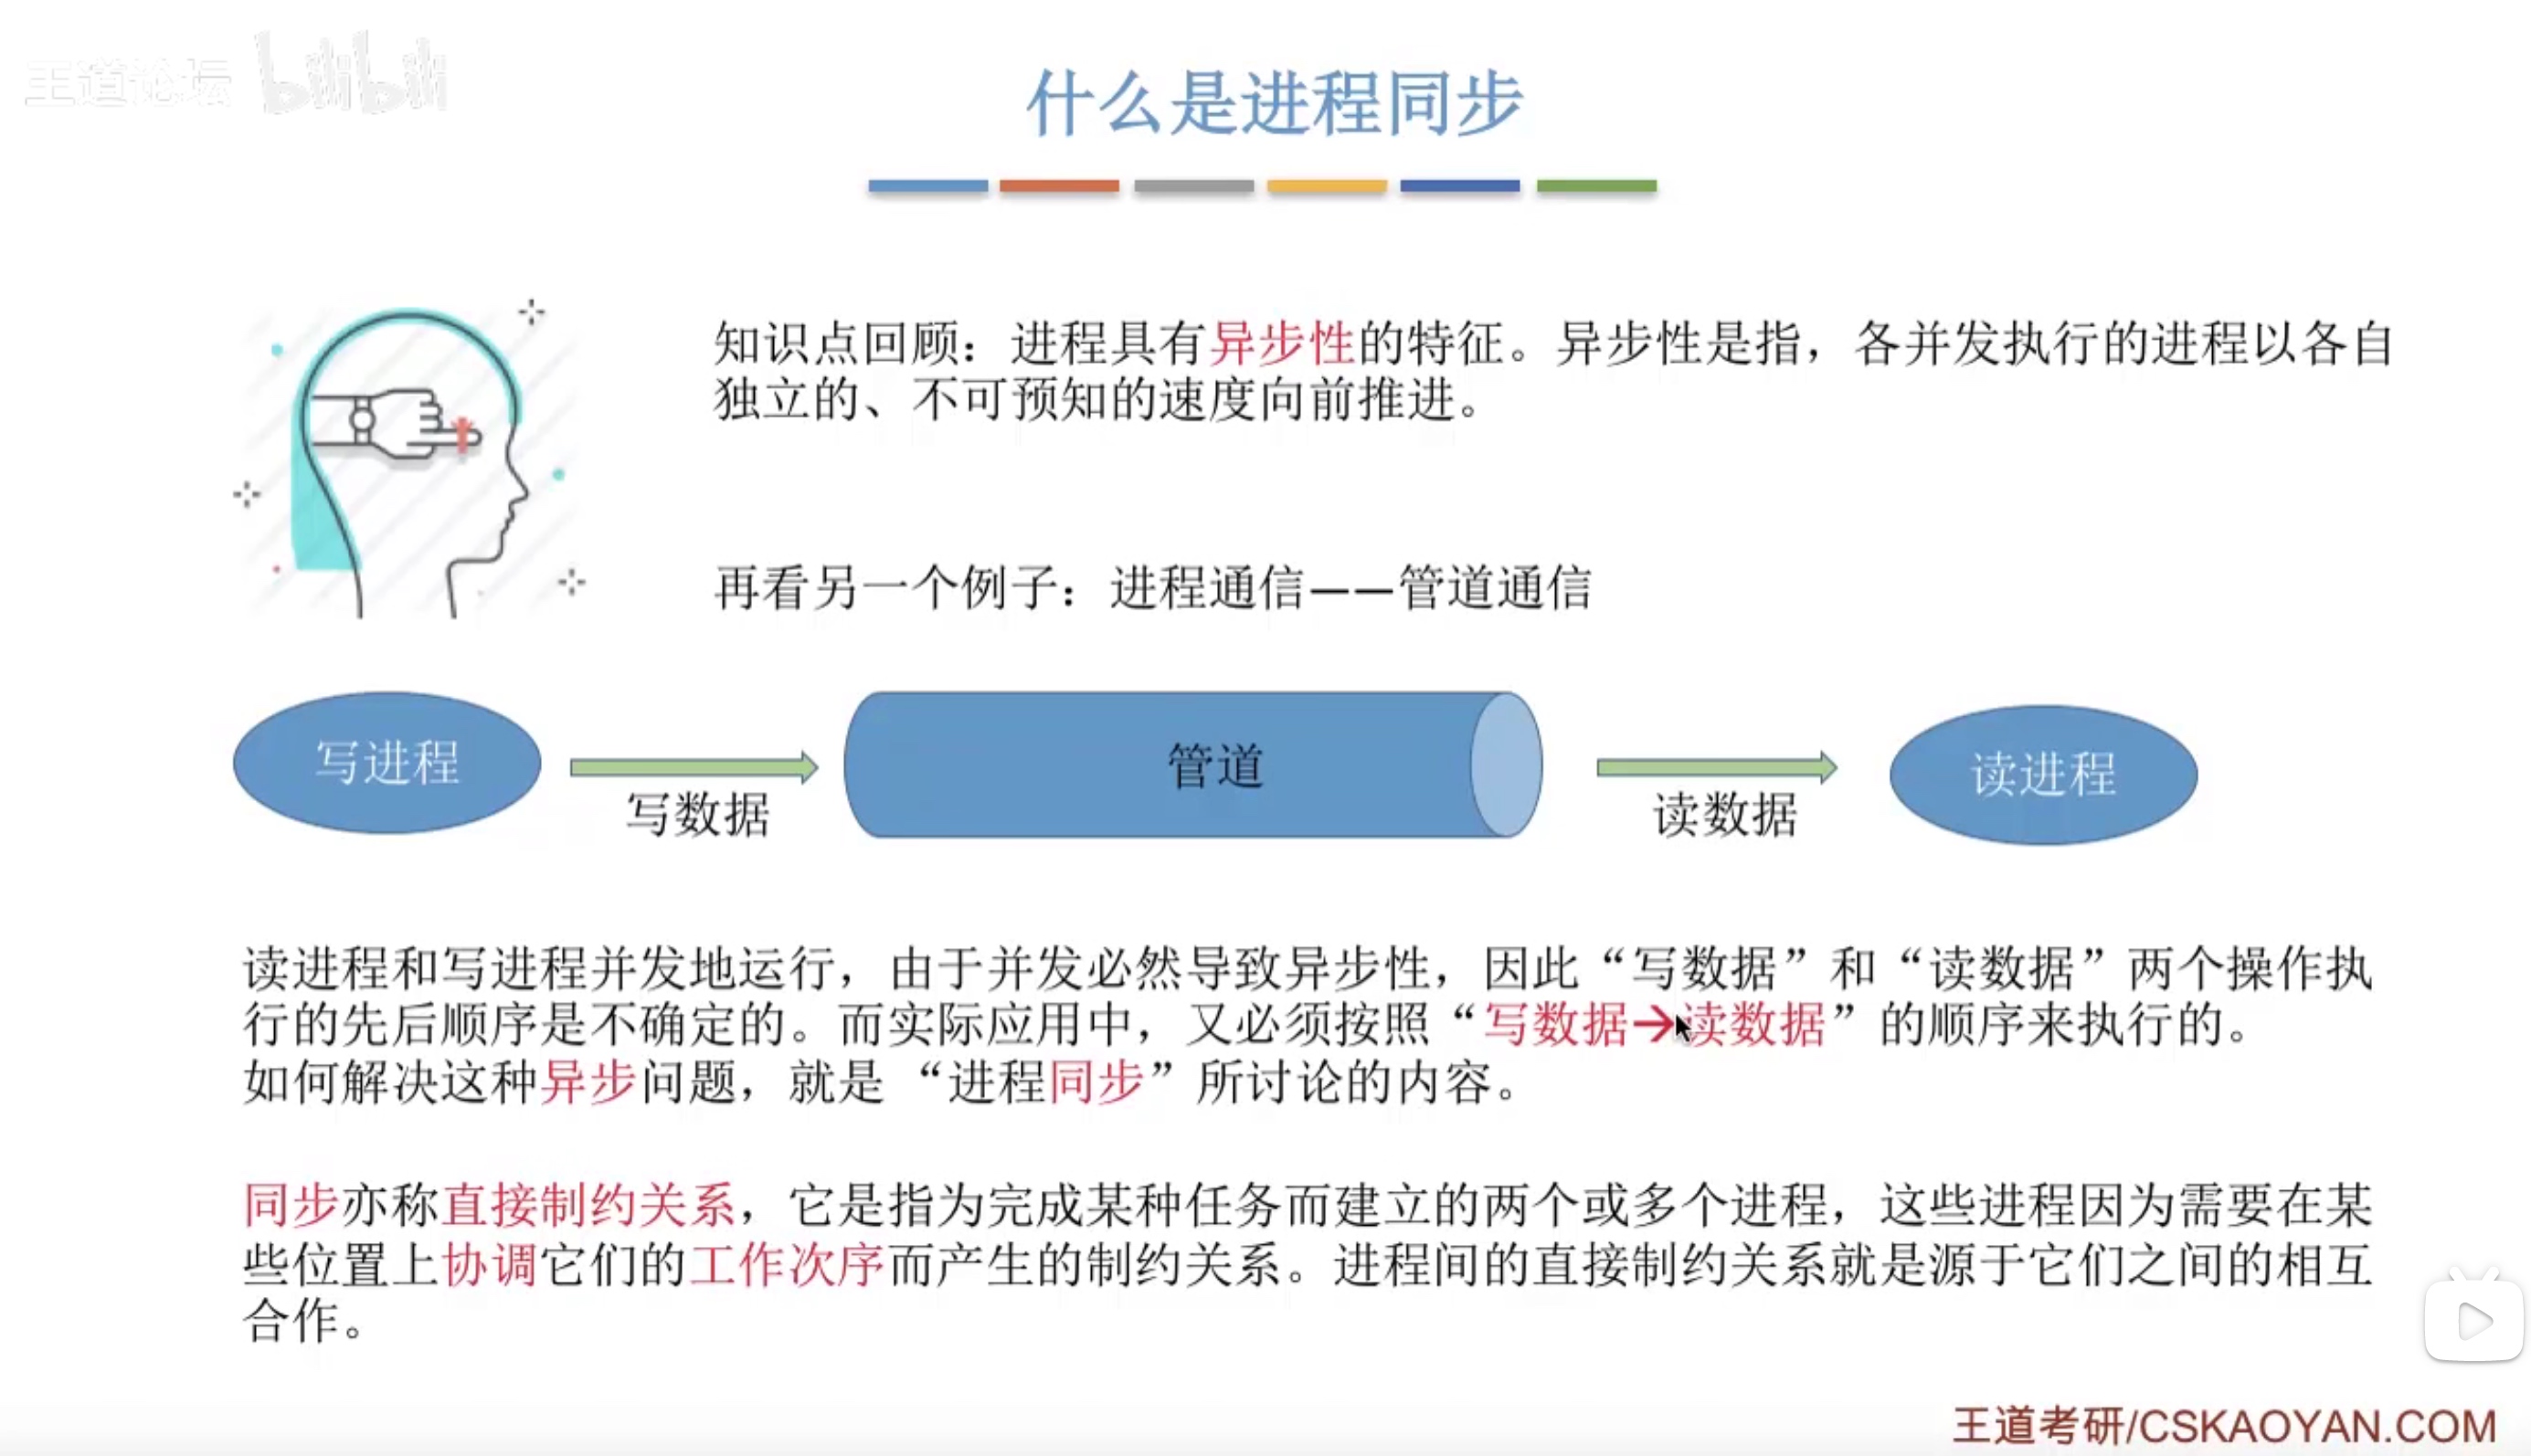 王道论坛 bilibili
什么是进程同步
知识点回顾：进程具有异步性的特征。异步性是指，各并发执行的进程以各自
独立的、不可预知的速度向前推进。
再看另一个例子：进程通信——管道通信
写进程
写数据
管道
读数据
读进程
读进程和写进程并发地运行，由于并发必然导致异步性，因此“写数据”和“读数据”两个操作执
行的先后顺序是不确定的。而实际应用中，又必须按照“写数据→读数据”的顺序来执行的。
如何解决这种异步问题，就是“进程同步”所讨论的内容。
同步亦称直接制约关系，它是指为完成某种任务而建立的两个或多个进程，这些进程因为需要在某
些位置上协调它们的工作次序而产生的制约关系。进程间的直接制约关系就是源于它们之间的相互
合作。
王道考研/CSKAOYAN.COM